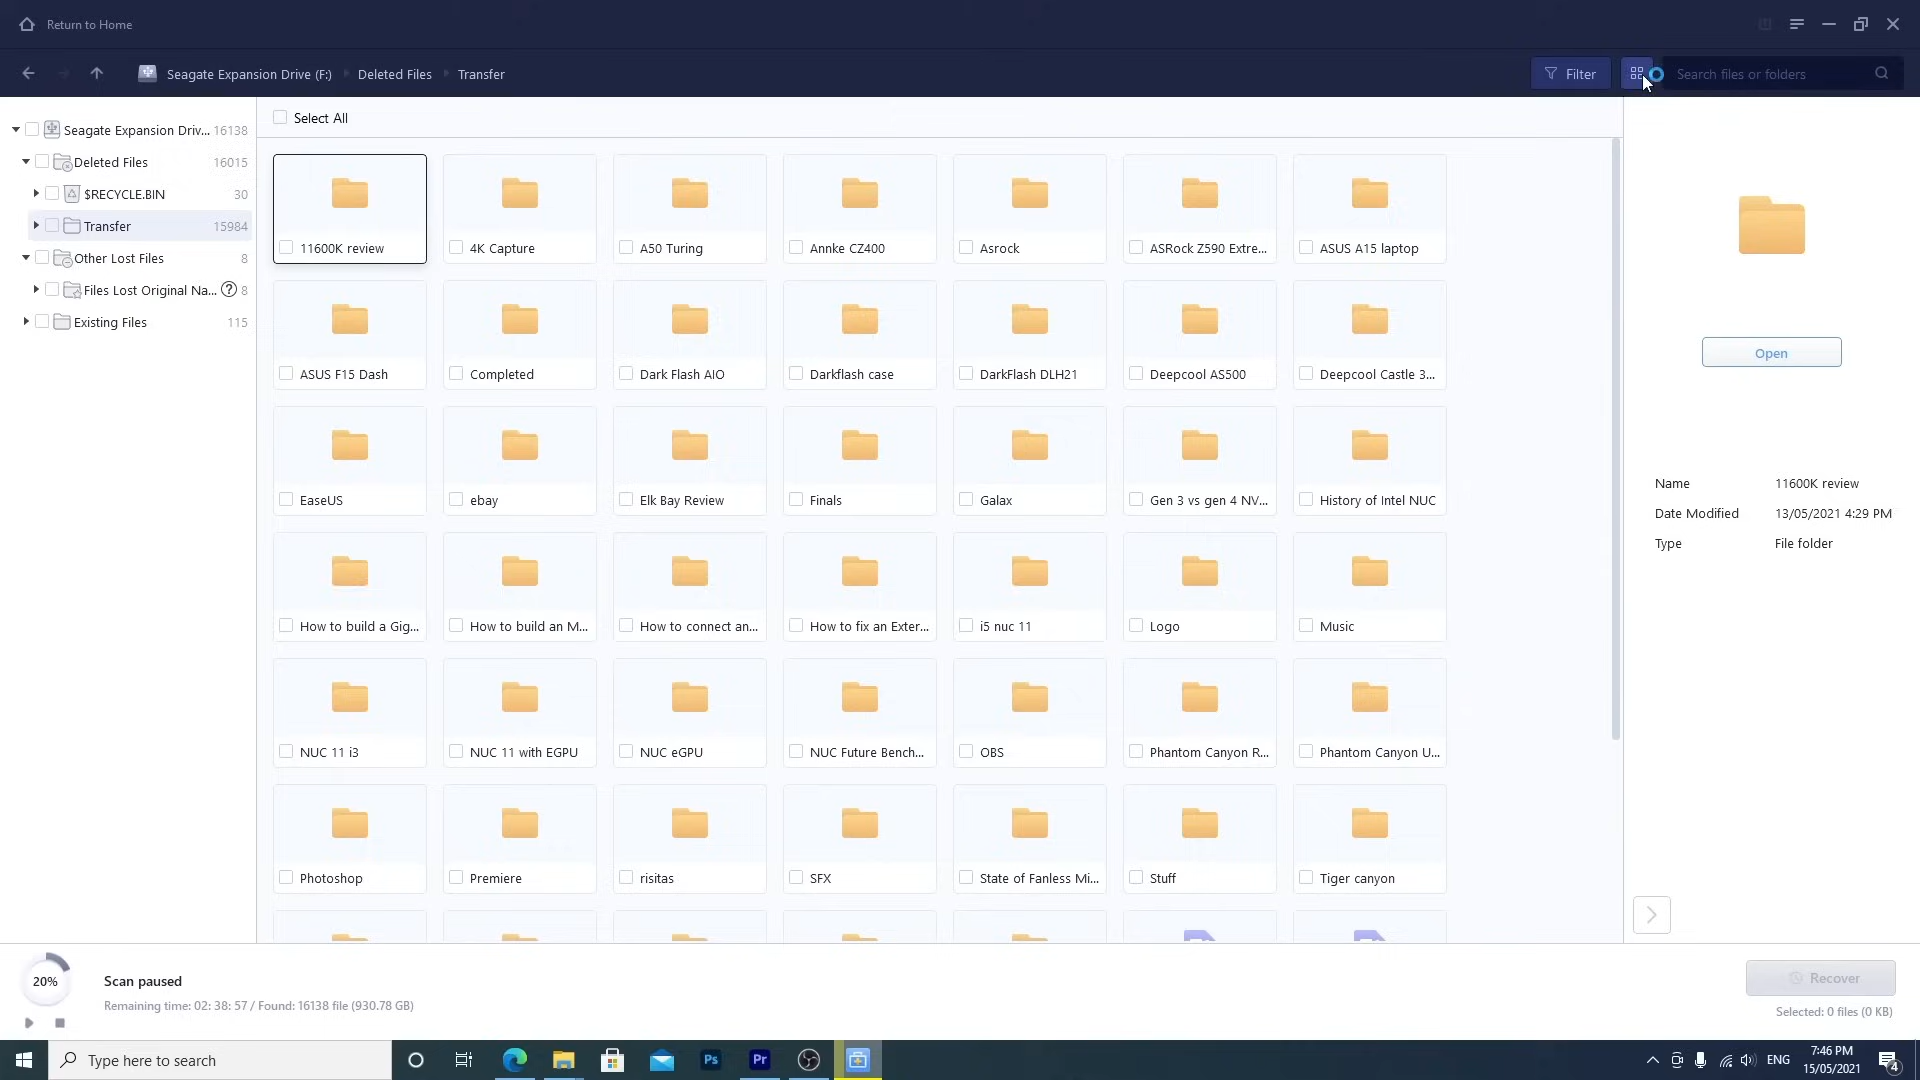 Return to Home
Seagate Expansion Drive (F:) Deleted Files Transfer
Filter
Search files or folders
Seagate Expansion Driv... 16138
Deleted Files 16015
$RECYCLE.BIN 30
Transfer 15984
Other Lost Files 8
Files Lost Original Na... ? 8
Existing Files 115
Select All
11600K review 4K Capture A50 Turing Annke CZ400 Asrock ASRock Z590 Extre... ASUS A15 laptop
ASUS F15 Dash Completed Dark Flash AIO Darkflash case DarkFlash DLH21 Deepcool AS500 Deepcool Castle 3...
EaseUS ebay Elk Bay Review Finals Galax Gen 3 vs gen 4 NV... History of Intel NUC
How to build a Gig... How to build an M... How to connect an... How to fix an Exter... i5 nuc 11 Logo Music
NUC 11 i3 NUC 11 with EGPU NUC eGPU NUC Future Bench... OBS Phantom Canyon R... Phantom Canyon U...
Photoshop Premiere risitas SFX State of Fanless Mi... Stuff Tiger canyon
Open
Name 11600K review
Date Modified 13/05/2021 4:29 PM
Type File folder
20%
Scan paused
Remaining time: 02: 38: 57 / Found: 16138 file (930.78 GB)
Recover
Selected: 0 files (0 KB)
Type here to search
Ps
Pr
ENG
7:46 PM
15/05/2021
4